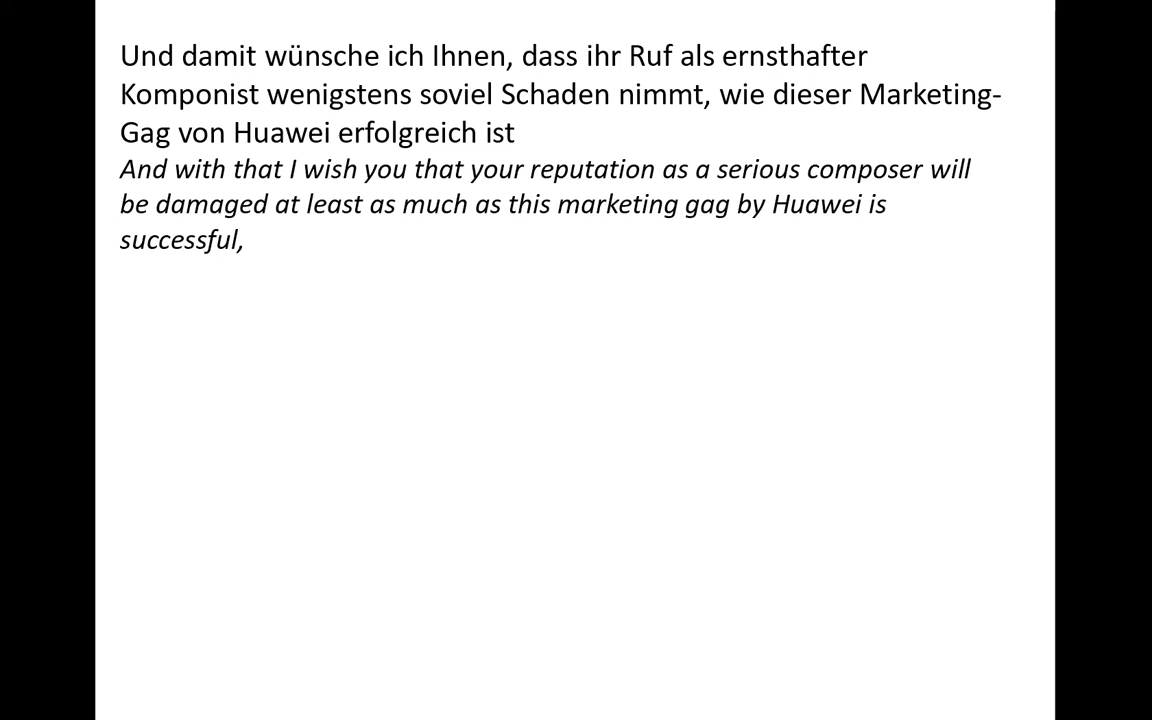 Und damit wünsche ich Ihnen, dass ihr Ruf als ernsthafter
Komponist wenigstens soviel Schaden nimmt, wie dieser Marketing-
Gag von Huawei erfolgreich ist
And with that I wish you that your reputation as a serious composer will
be damaged at least as much as this marketing gag by Huawei is
successful,